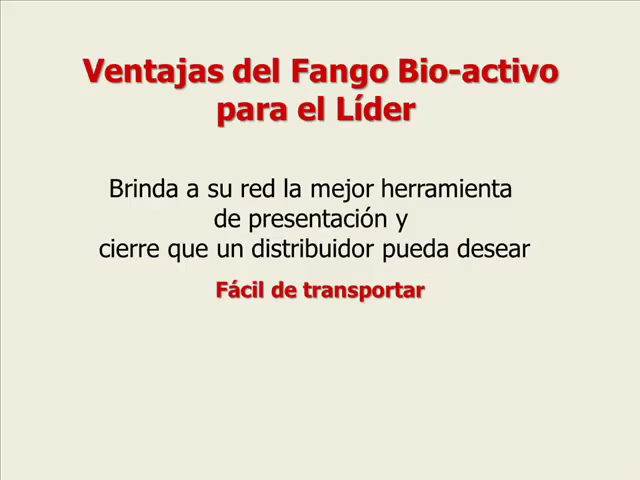 Ventajas del Fango Bio-activo
para el Líder
Brinda a su red la mejor herramienta
de presentación y
cierre que un distribuidor pueda desear
Fácil de transportar